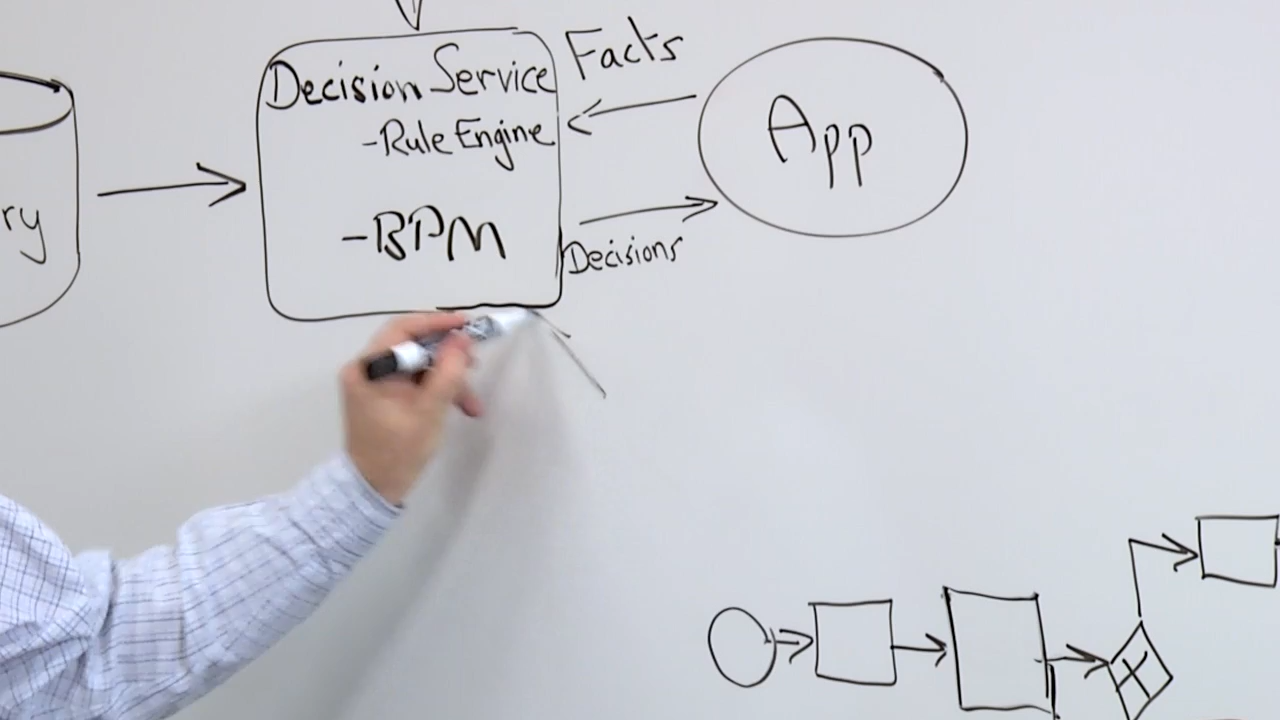 Decision Service
-Rule Engine
-BPM
Facts
App
Decisions
ry